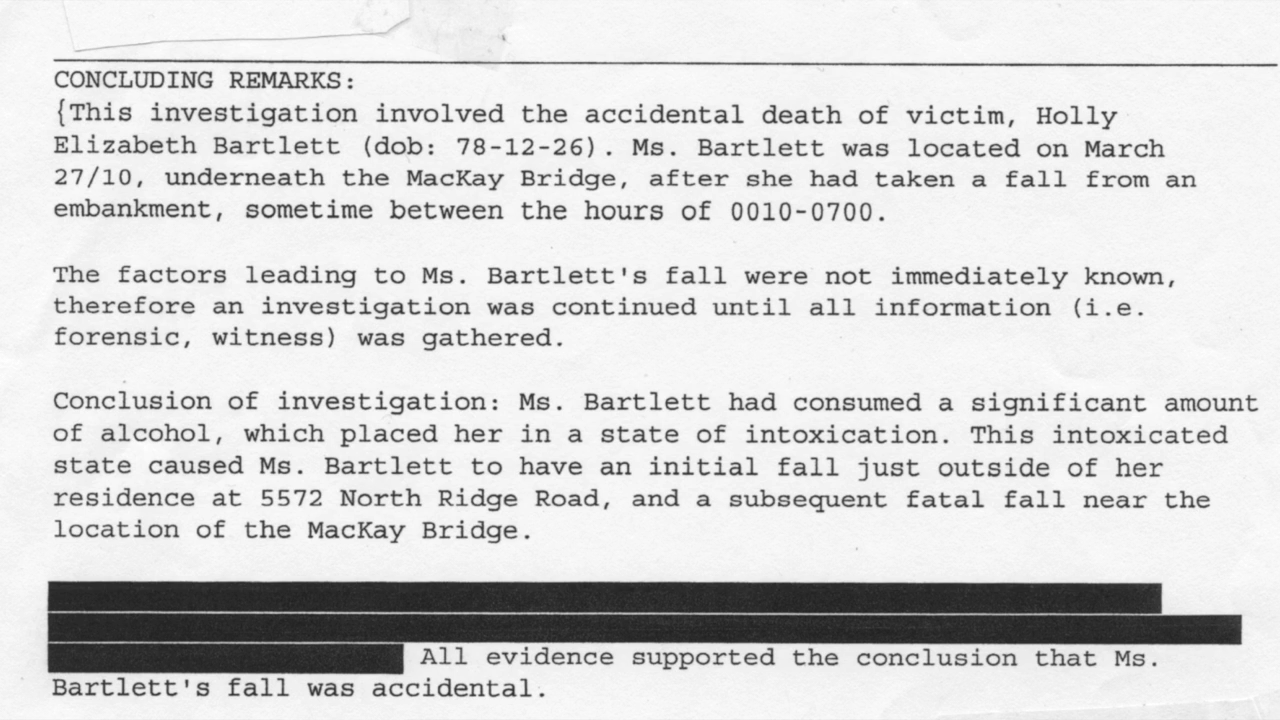 CONCLUDING REMARKS:
{This investigation involved the accidental death of victim, Holly
Elizabeth Bartlett (dob: 78-12-26). Ms. Bartlett was located on March
27/10, underneath the MacKay Bridge, after she had taken a fall from an
embankment, sometime between the hours of 0010-0700.
The factors leading to Ms. Bartlett's fall were not immediately known,
therefore an investigation was continued until all information (i.e.
forensic, witness) was gathered.
Conclusion of investigation: Ms. Bartlett had consumed a significant amount
of alcohol, which placed her in a state of intoxication. This intoxicated
state caused Ms. Bartlett to have an initial fall just outside of her
residence at 5572 North Ridge Road, and a subsequent fatal fall near the
location of the MacKay Bridge.
All evidence supported the conclusion that Ms.
Bartlett's fall was accidental.